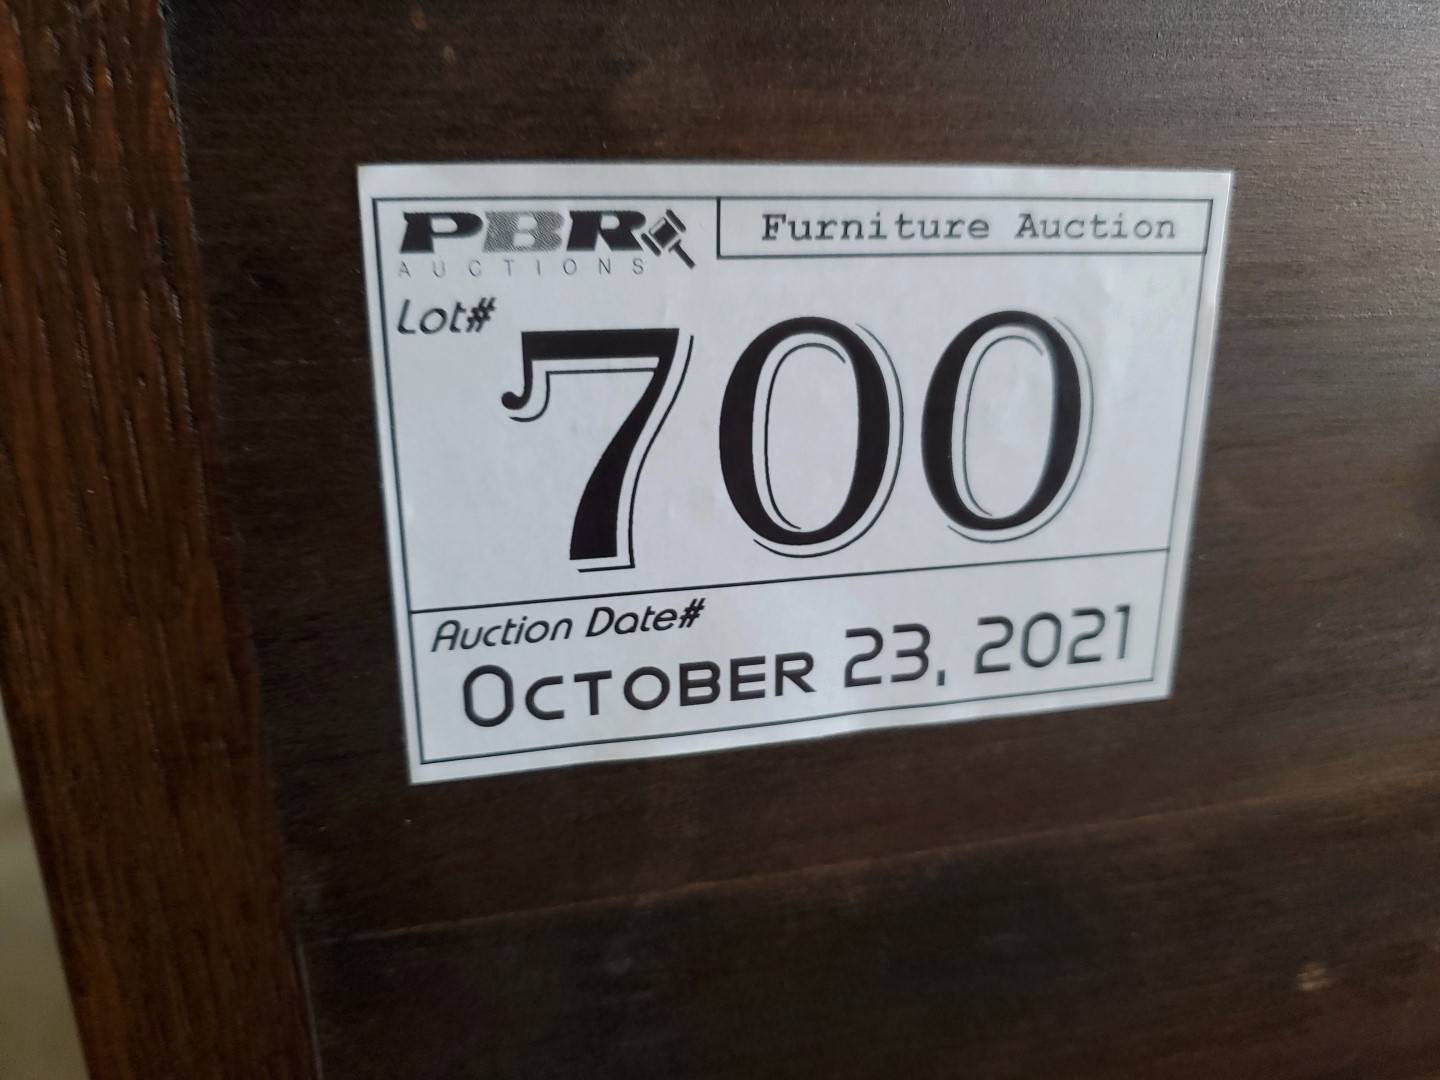 PBR
AUCTIONS
Furniture Auction
Lot#
700
Auction Date#
October 23, 2021